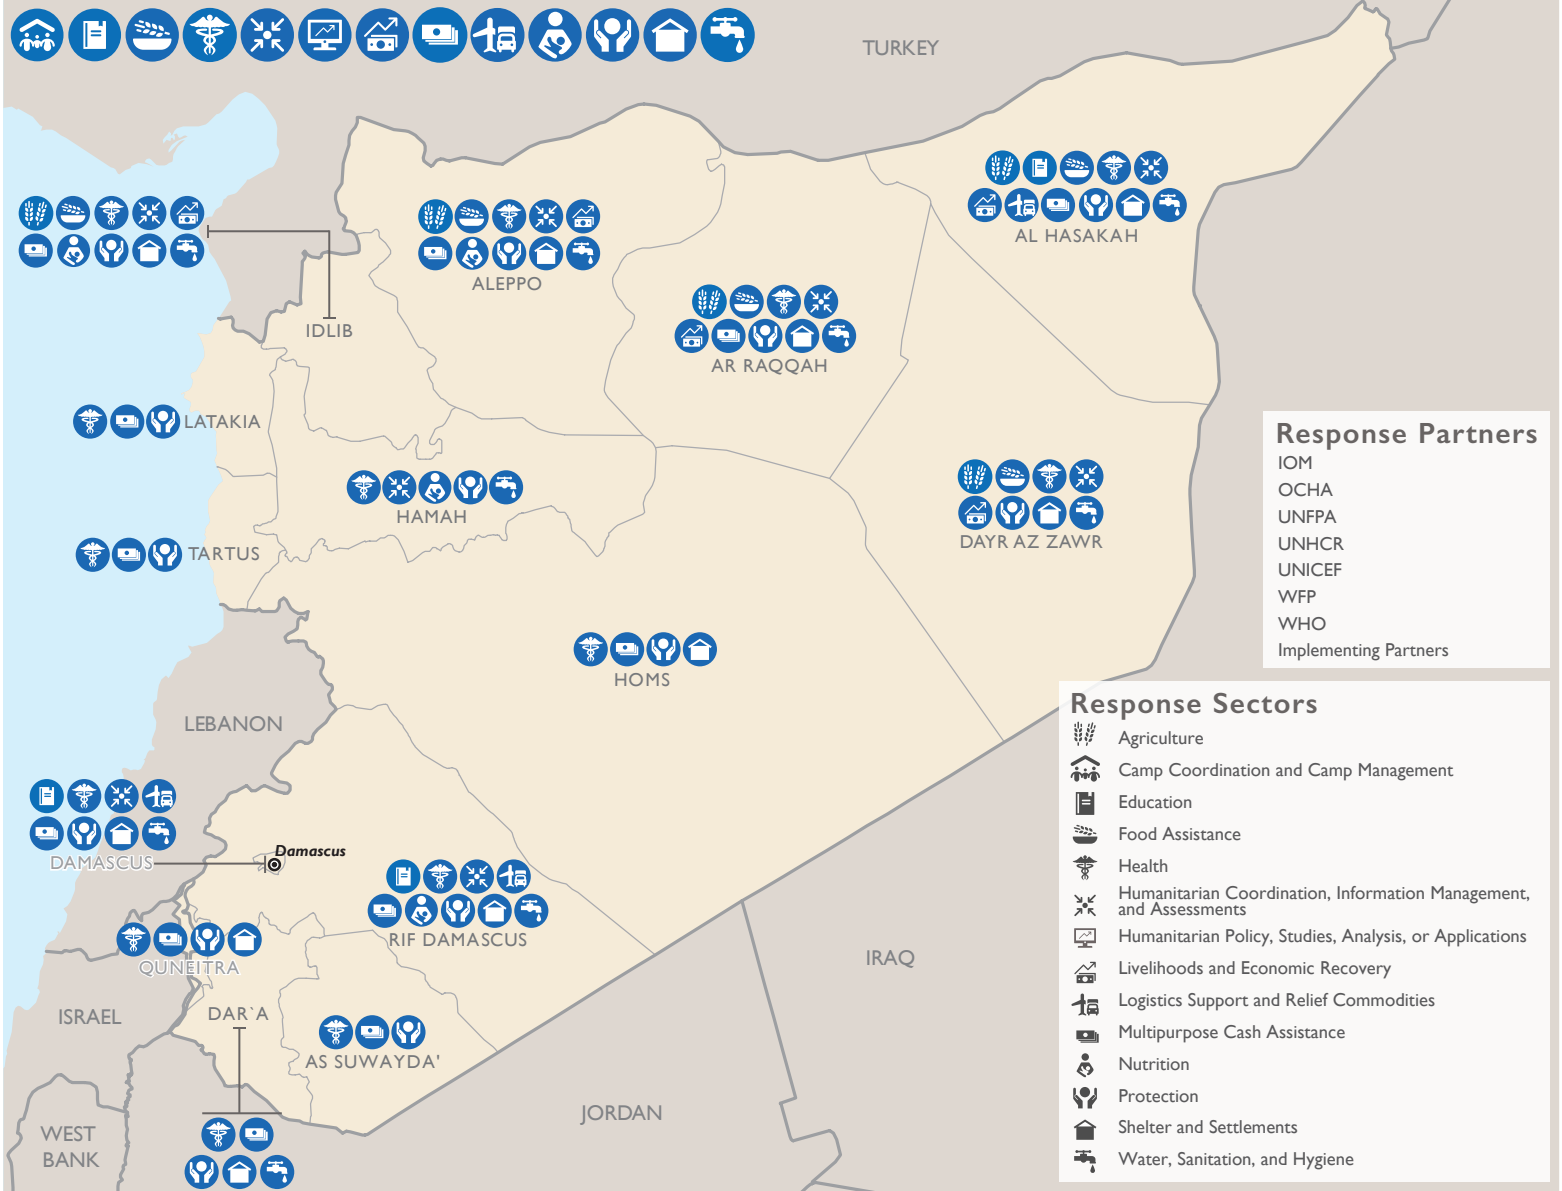 TURKEY
AL HASAKAH
ALEPPO
IDLIB
AR RAQQAH
LATAKIA
Response Partners
IOM
OCHA
UNFPA
UNHCR
UNICEF
WFP
WHO
Implementing Partners
HAMAH
DAYR AZ ZAWR
TARTUS
HOMS
LEBANON
Response Sectors
Agriculture
Camp Coordination and Camp Management
Education
Food Assistance
Health
Humanitarian Coordination, Information Management,
and Assessments
Humanitarian Policy, Studies, Analysis, or Applications
Livelihoods and Economic Recovery
Logistics Support and Relief Commodities
Multipurpose Cash Assistance
Nutrition
Protection
Shelter and Settlements
Water, Sanitation, and Hygiene
Damascus
DAMASCUS
RIF DAMASCUS
QUNEITRA
IRAQ
ISRAEL
DAR`A
AS SUWAYDA'
JORDAN
WEST
BANK